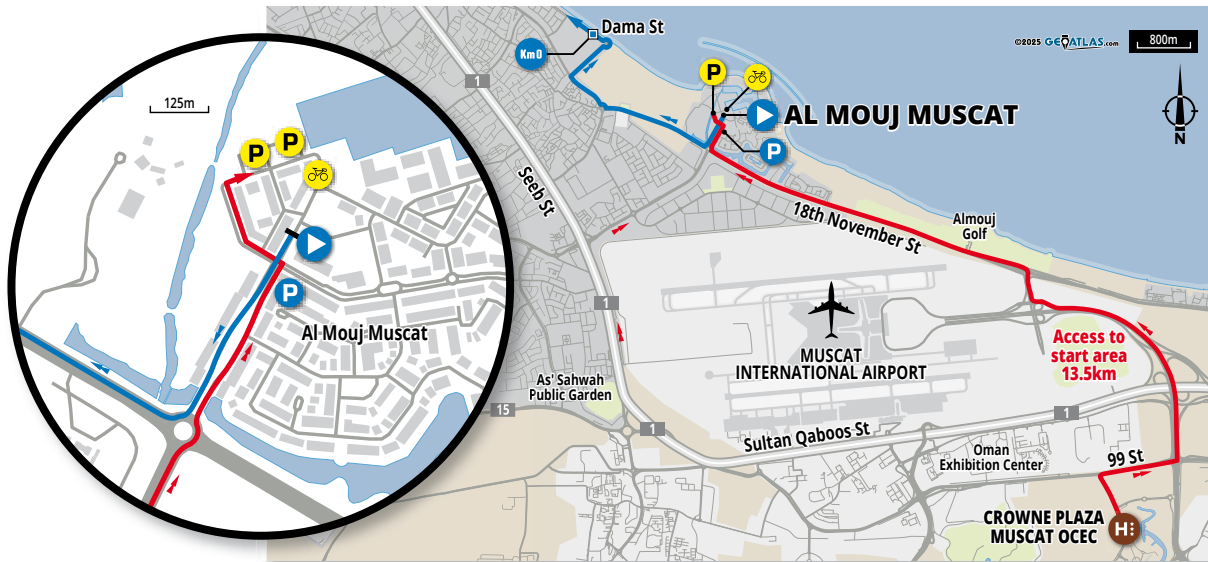 125m
P
P
P
Al Mouj Muscat
Dama St
Km0
©2025 GEOATLAS.com
800m
N
1
P
AL MOUJ MUSCAT
P
Seeb St
18th November St
Almouj
Golf
1
MUSCAT
INTERNATIONAL AIRPORT
Access to
start area
13.5km
As' Sahwah
Public Garden
15
1
Sultan Qaboos St
1
Oman
Exhibition Center
99 St
CROWNE PLAZA
MUSCAT OCEC
H